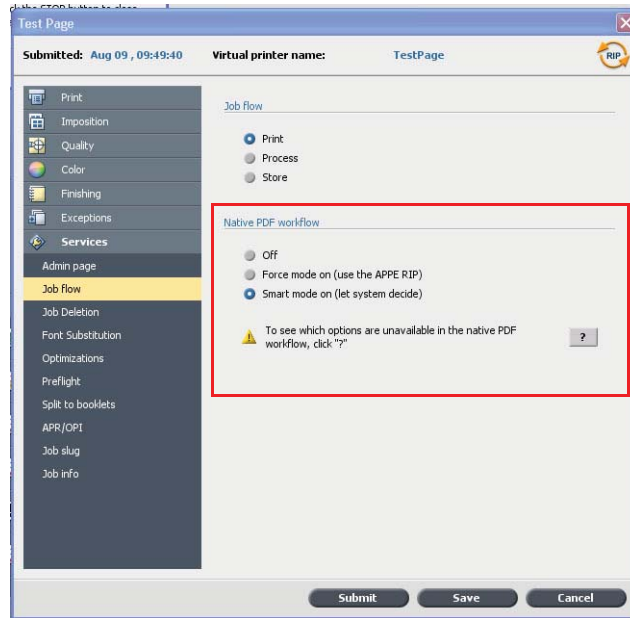 Test Page
Submitted: Aug 09 , 09:49:40 Virtual printer name: TestPage
RIP
Print
Imposition
Quality
Color
Finishing
Exceptions
Services
Admin page
Job flow
Job Deletion
Font Substitution
Optimizations
Preflight
Split to booklets
APR/OPI
Job slug
Job info
Job flow
Print
Process
Store
Native PDF workflow
Off
Force mode on (use the APPE RIP)
Smart mode on (let system decide)
To see which options are unavailable in the native PDF
workflow, click "?"
?
Submit Save Cancel